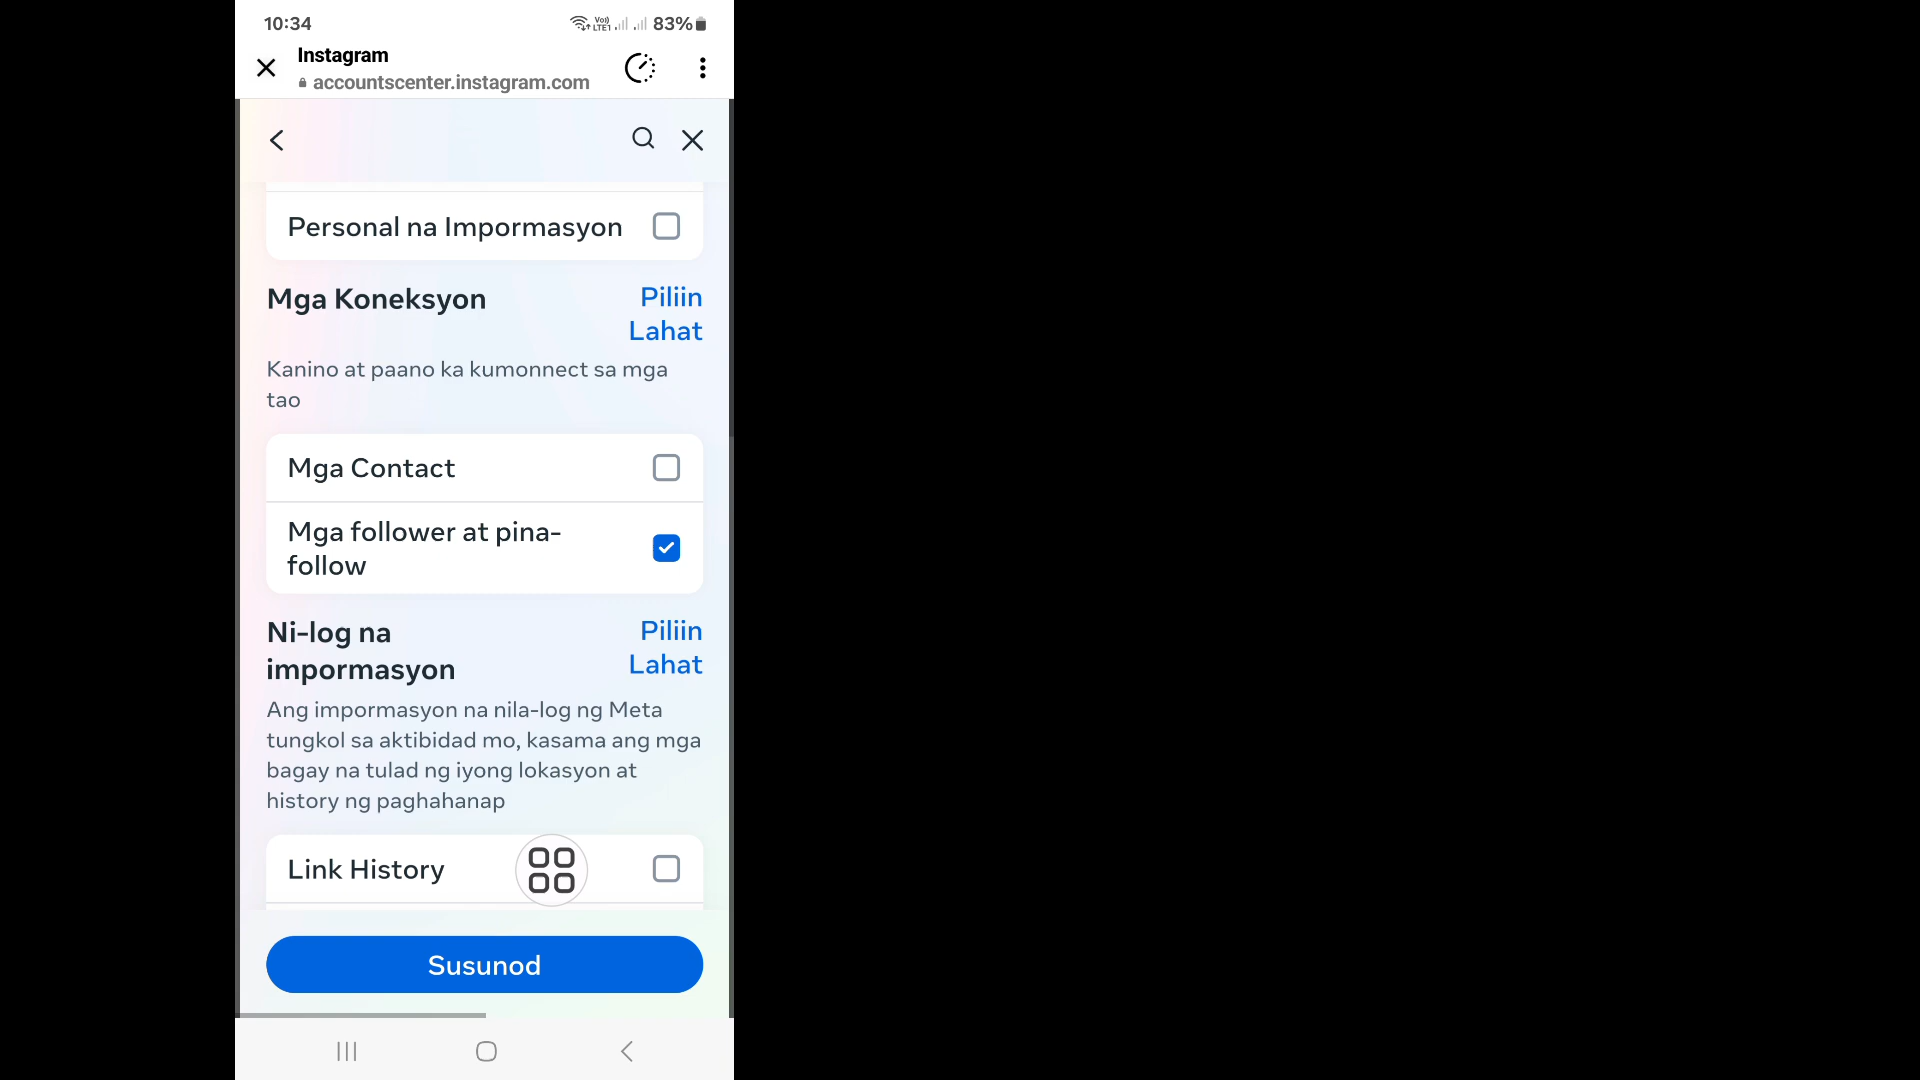 10:34
Vo)) LTE1
83%
Instagram
accountscenter.instagram.com
Personal na Impormasyon
Mga Koneksyon
Piliin
Lahat
Kanino at paano ka kumonnect sa mga
tao
Mga Contact
Mga follower at pina-
follow
Ni-log na
impormasyon
Piliin
Lahat
Ang impormasyon na nila-log ng Meta
tungkol sa aktibidad mo, kasama ang mga
bagay na tulad ng iyong lokasyon at
history ng paghahanap
Link History
Susunod